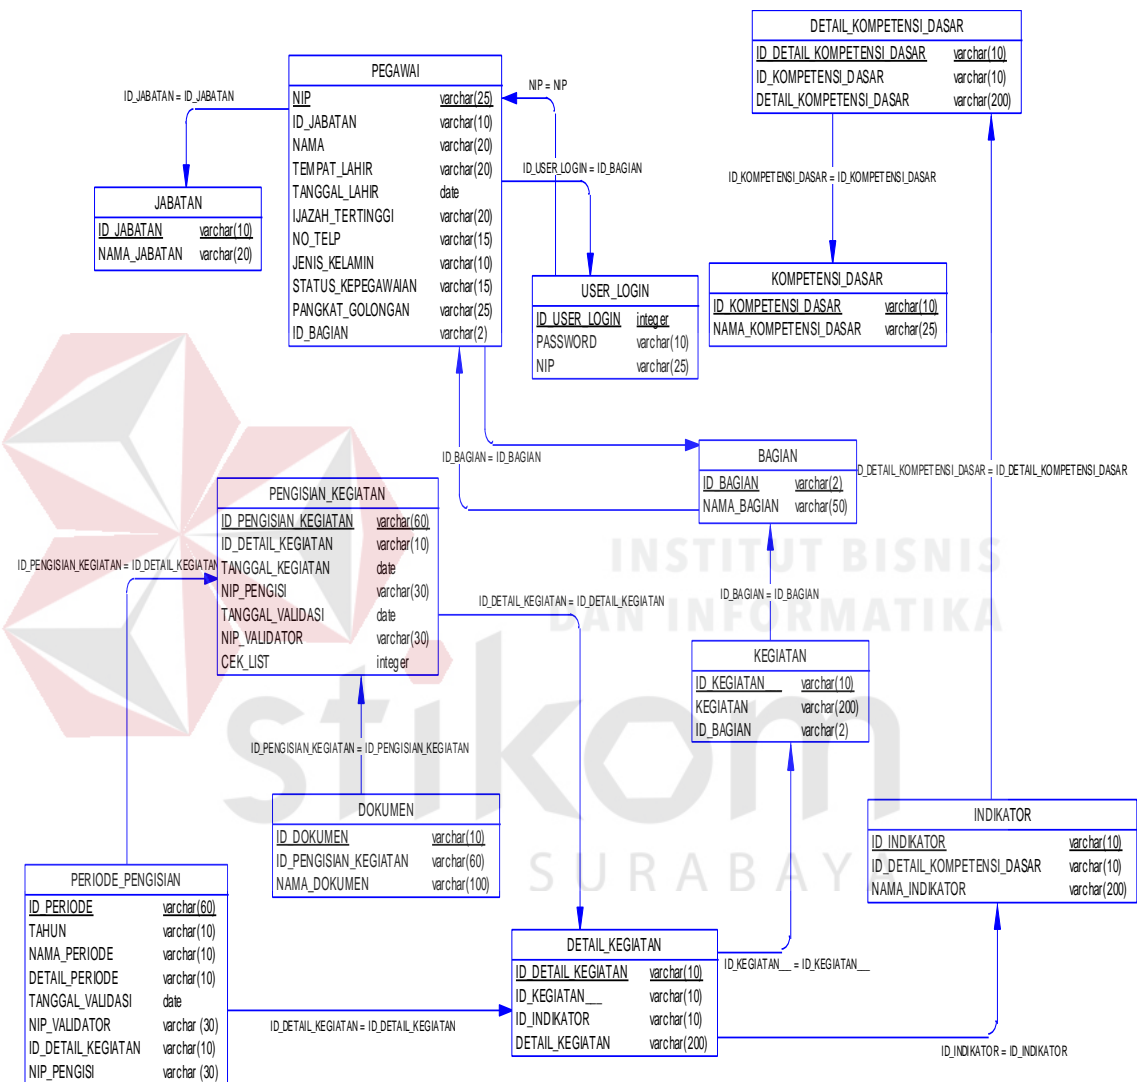 DETAIL_KOMPETENSI_DASAR
ID_DETAIL_KOMPETENSI_DASAR varchar(10)
ID_KOMPETENSI_DASAR varchar(10)
DETAIL_KOMPETENSI_DASAR varchar(200)
PEGAWAI
NIP varchar(25)
ID_JABATAN varchar(10)
NAMA varchar(20)
TEMPAT_LAHIR varchar(20)
TANGGAL_LAHIR date
IJAZAH_TERTINGGI varchar(20)
NO_TELP varchar(15)
JENIS_KELAMIN varchar(10)
STATUS_KEPEGAWAIAN varchar(15)
PANGKAT_GOLONGAN varchar(25)
ID_BAGIAN varchar(2)
ID_JABATAN = ID_JABATAN
NIP = NIP
ID_USER_LOGIN = ID_BAGIAN
ID_KOMPETENSI_DASAR = ID_KOMPETENSI_DASAR
JABATAN
ID_JABATAN varchar(10)
NAMA_JABATAN varchar(20)
USER_LOGIN
ID_USER_LOGIN integer
PASSWORD varchar(10)
NIP varchar(25)
KOMPETENSI_DASAR
ID_KOMPETENSI_DASAR varchar(10)
NAMA_KOMPETENSI_DASAR varchar(25)
ID_BAGIAN = ID_BAGIAN
BAGIAN
ID_BAGIAN varchar(2)
NAMA_BAGIAN varchar(50)
D_DETAIL_KOMPETENSI_DASAR = ID_DETAIL_KOMPETENSI_DASAR
PENGISIAN_KEGIATAN
ID_PENGISIAN_KEGIATAN varchar(60)
ID_DETAIL_KEGIATAN varchar(10)
TANGGAL_KEGIATAN date
NIP_PENGISI varchar(30)
TANGGAL_VALIDASI date
NIP_VALIDATOR varchar(30)
CEK_LIST integer
ID_PENGISIAN_KEGIATAN = ID_DETAIL_KEGIATAN
INSTITUT BISNIS
DAN INFORMATIKA
ID_DETAIL_KEGIATAN = ID_DETAIL_KEGIATAN
ID_BAGIAN = ID_BAGIAN
KEGIATAN
ID_KEGIATAN___ varchar(10)
KEGIATAN varchar(200)
ID_BAGIAN varchar(2)
stikom
SURABAYA
ID_PENGISIAN_KEGIATAN = ID_PENGISIAN_KEGIATAN
DOKUMEN
ID_DOKUMEN varchar(10)
ID_PENGISIAN_KEGIATAN varchar(60)
NAMA_DOKUMEN varchar(100)
INDIKATOR
ID_INDIKATOR varchar(10)
ID_DETAIL_KOMPETENSI_DASAR varchar(10)
NAMA_INDIKATOR varchar(200)
PERIODE_PENGISIAN
ID_PERIODE varchar(60)
TAHUN varchar(10)
NAMA_PERIODE varchar(10)
DETAIL_PERIODE varchar(10)
TANGGAL_VALIDASI date
NIP_VALIDATOR varchar (30)
ID_DETAIL_KEGIATAN varchar(10)
NIP_PENGISI varchar (30)
DETAIL_KEGIATAN
ID_DETAIL_KEGIATAN varchar(10)
ID_KEGIATAN___ varchar(10)
ID_INDIKATOR varchar(10)
DETAIL_KEGIATAN varchar(200)
ID_KEGIATAN___ = ID_KEGIATAN___
ID_DETAIL_KEGIATAN = ID_DETAIL_KEGIATAN
ID_INDIKATOR = ID_INDIKATOR